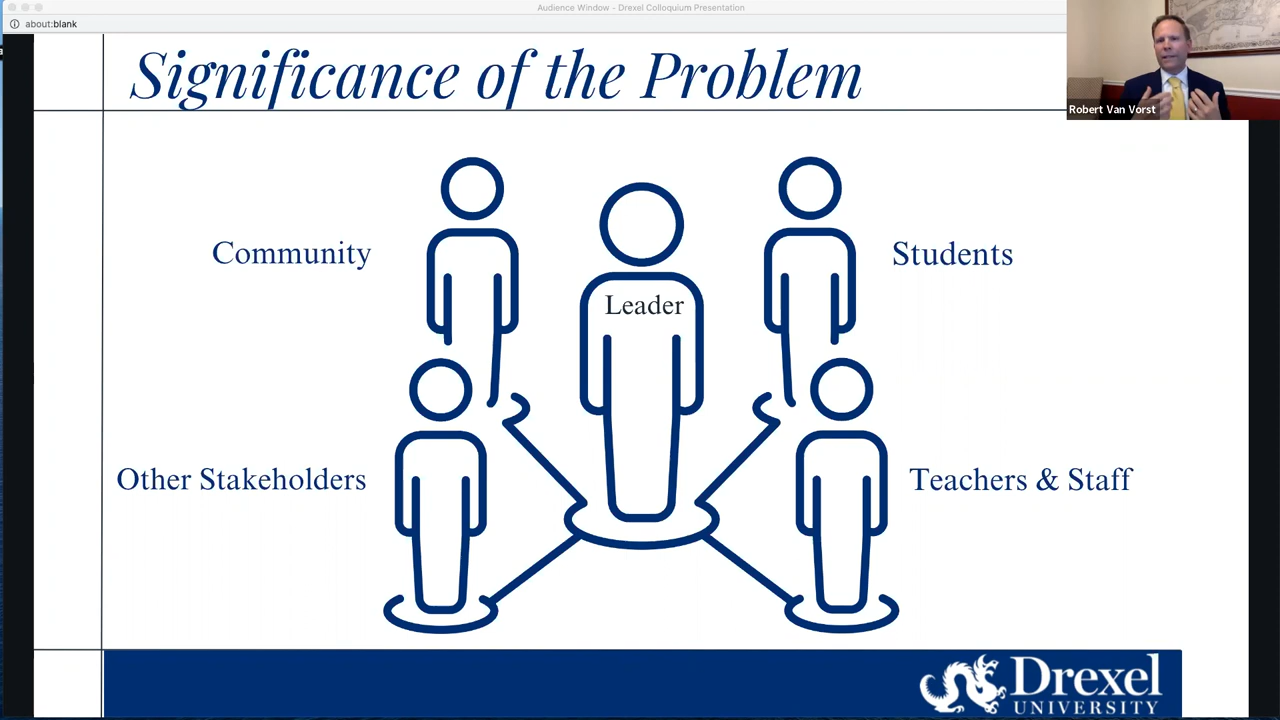 Audience Window - Drexel Colloquium Presentation
about:blank
Significance of the Problem
Robert Van Vorst
Community
Students
Leader
Other Stakeholders
Teachers & Staff
Drexel
UNIVERSITY